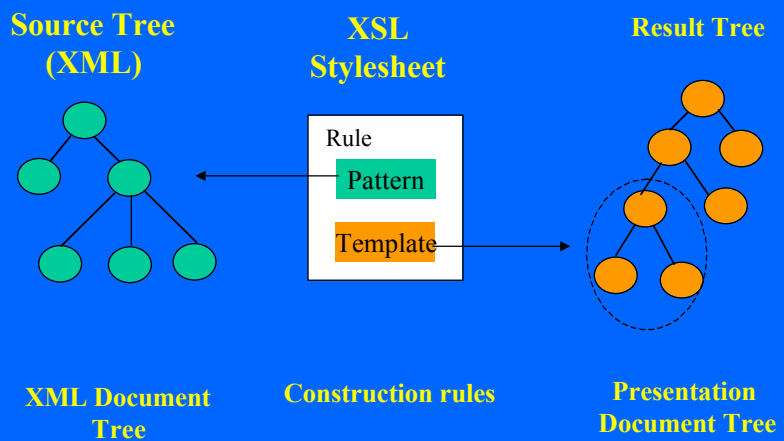 Source Tree
(XML)
XSL
Stylesheet
Result Tree
Rule
Pattern
Template
XML Document
Tree
Construction rules
Presentation
Document Tree